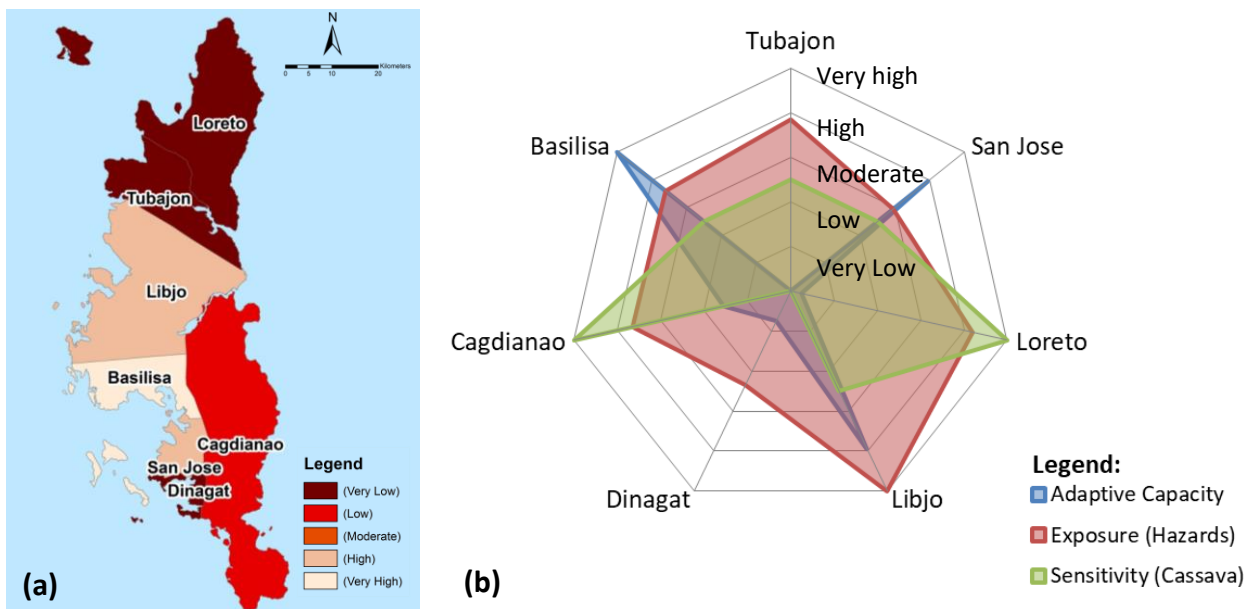 N
Kilometers
0 5 10 20
Loreto
Tubajon
Libjo
Basilisa
Cagdianao
San Jose
Dinagat
Legend
(Very Low)
(Low)
(Moderate)
(High)
(Very High)
(a)
Tubajon
Very high
Basilisa
High
San Jose
Moderate
Low
Very Low
Cagdianao
Loreto
Dinagat
Libjo
Legend:
Adaptive Capacity
Exposure (Hazards)
Sensitivity (Cassava)
(b)